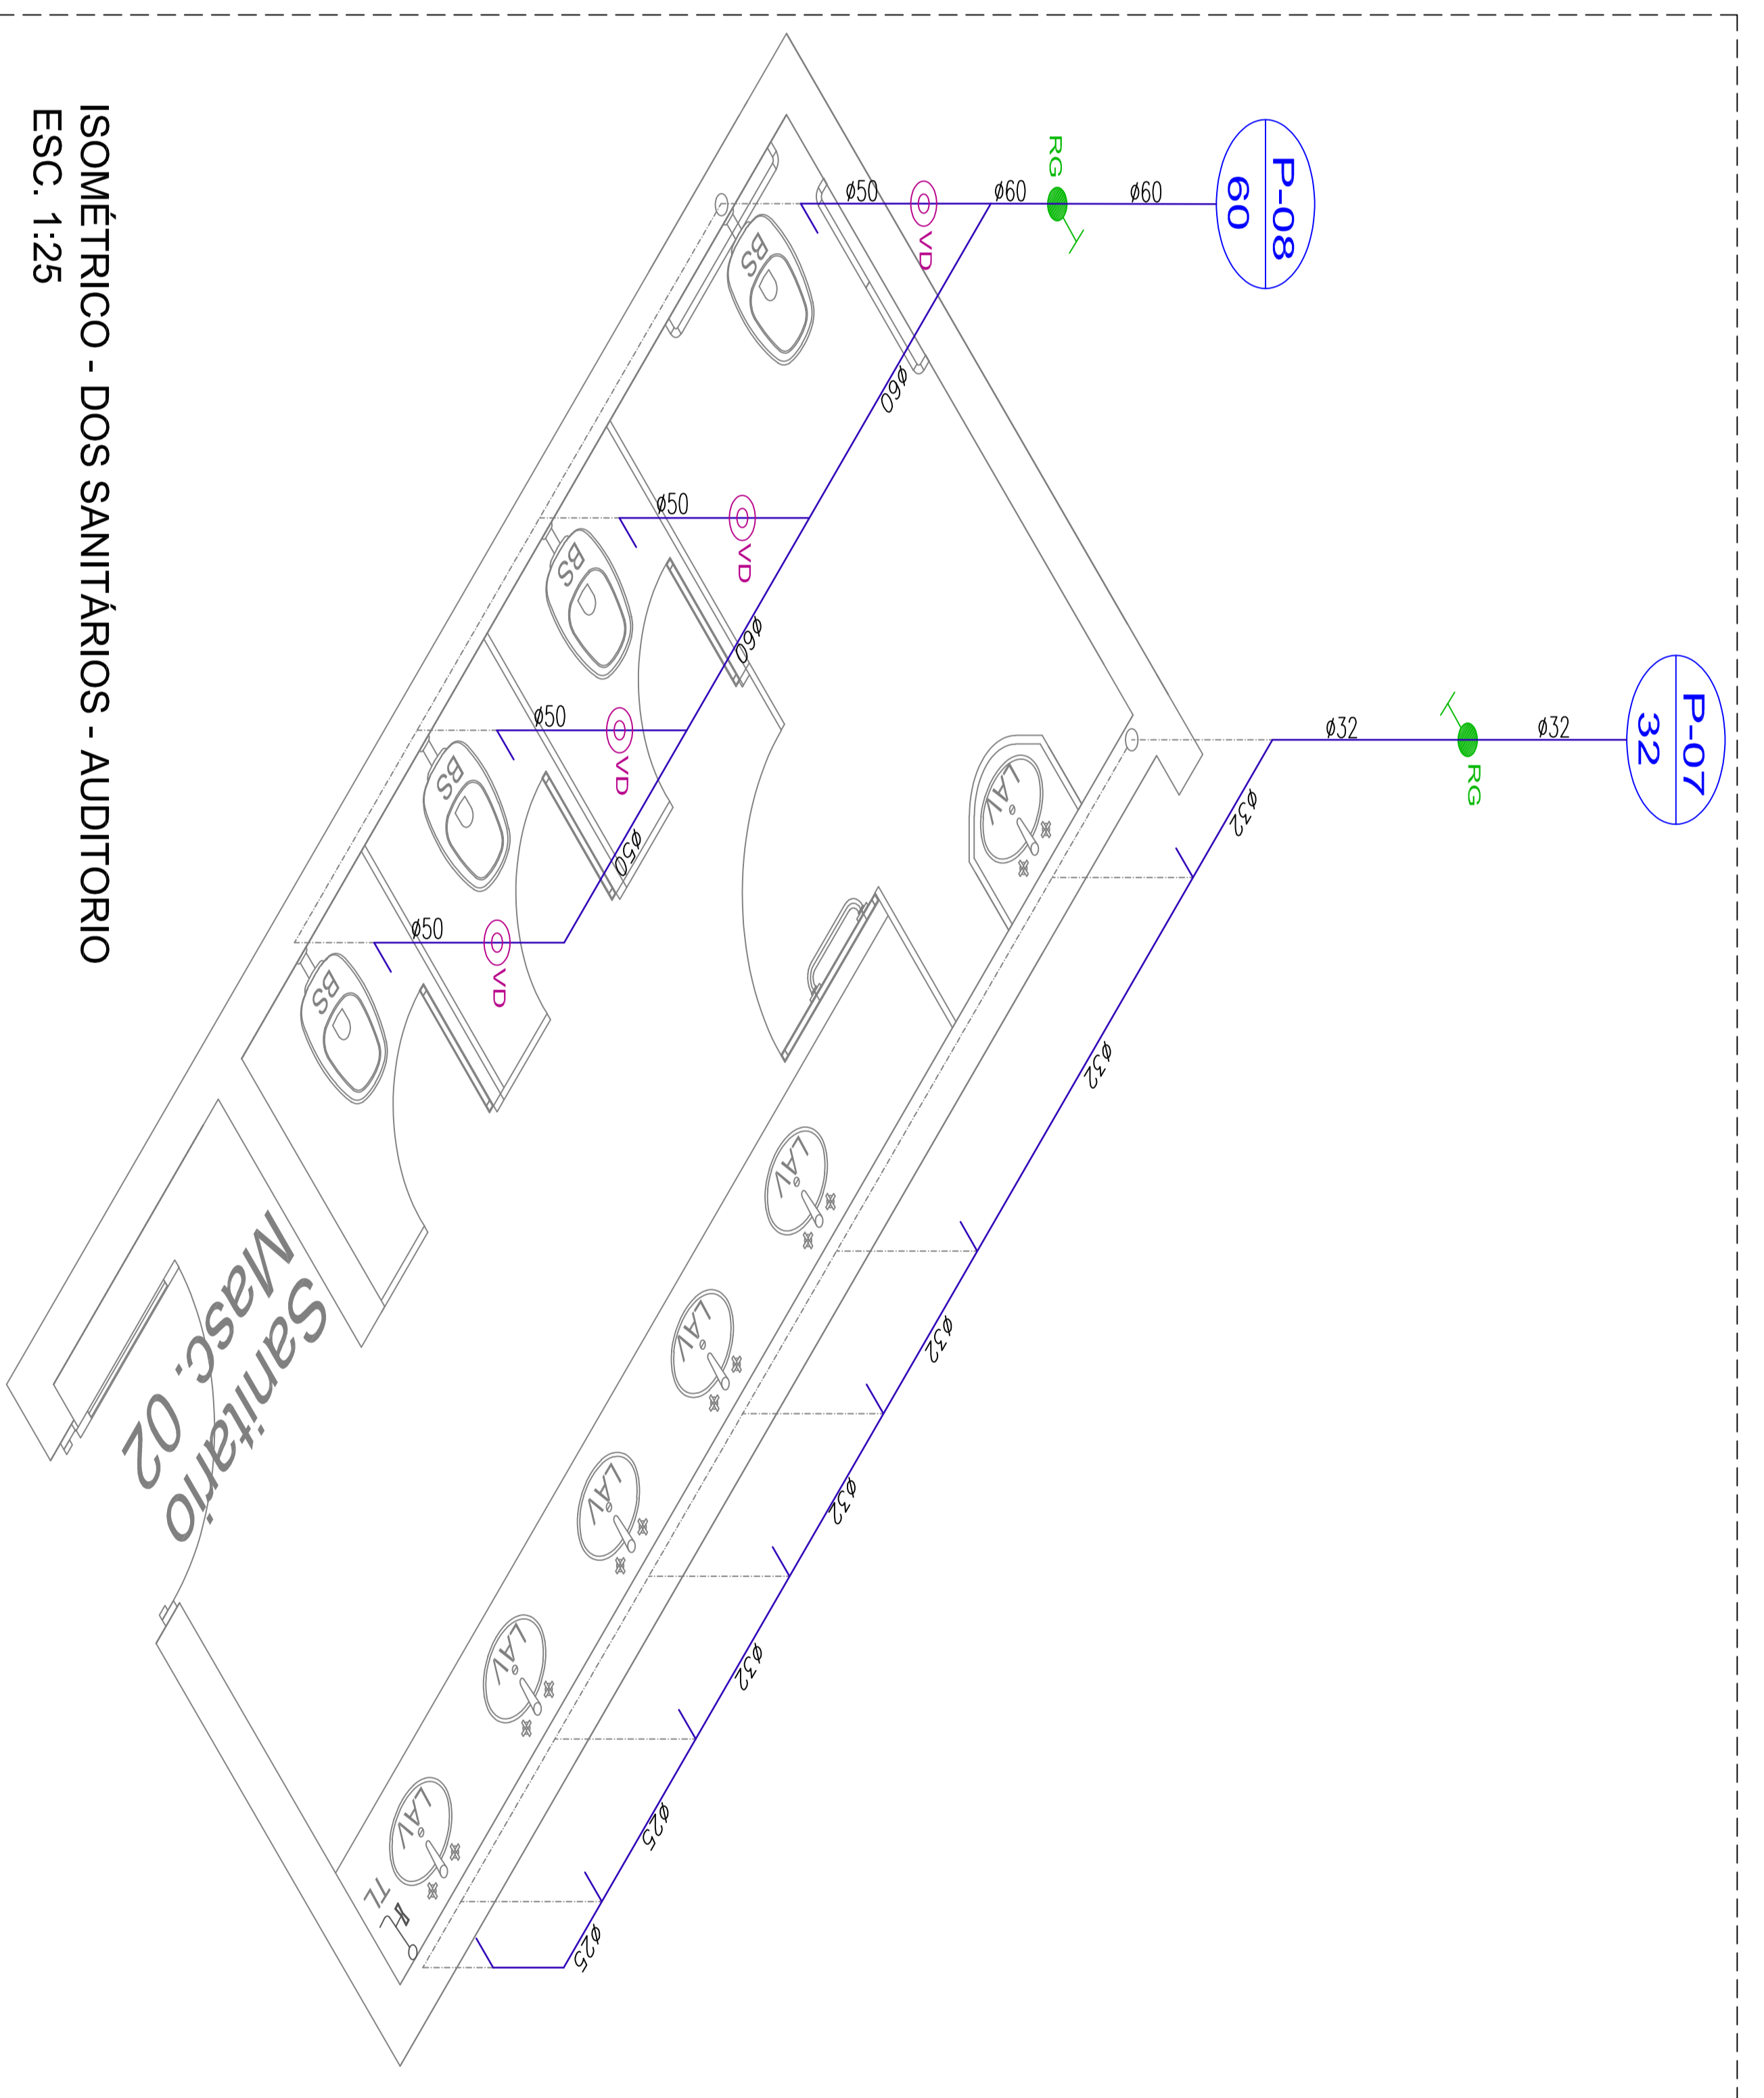 P-07
32
ø32
RG
ø32
ø32
ø32
ø32
ø32
ø32
ø25
ø25
P-08
60
ø60
RG
ø60
VD
ø50
ø60
VD
ø50
ø60
VD
ø50
ø50
VD
ø50
BS
BS
BS
BS
LAV
LAV
LAV
LAV
LAV
LAV
TL
Sanitario
Masc. 02
ISOMÉTRICO - DOS SANITÁRIOS - AUDITORIO
ESC. 1:25